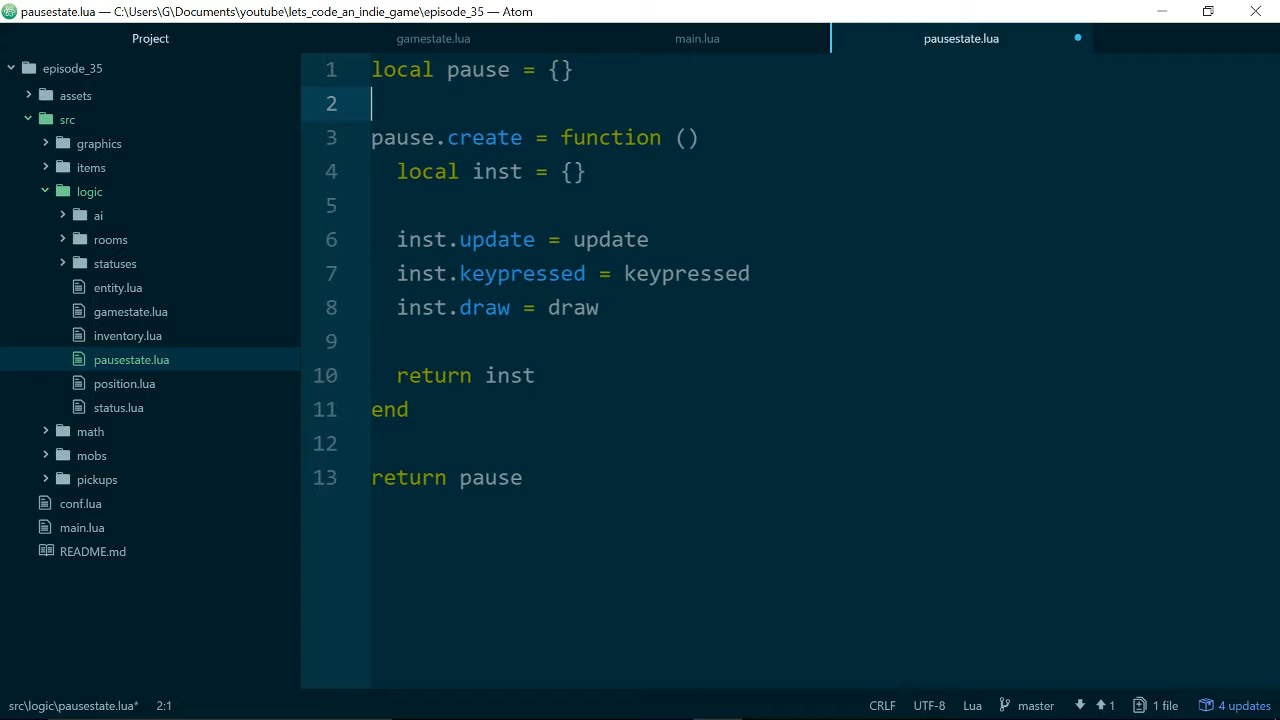 pausestate.lua — C:\Users\G\Documents\youtube\lets_code_an_indie_game\episode_35 — Atom
Project
gamestate.lua
main.lua
pausestate.lua
episode_35
assets
src
graphics
items
logic
ai
rooms
statuses
entity.lua
gamestate.lua
inventory.lua
pausestate.lua
position.lua
status.lua
math
mobs
pickups
conf.lua
main.lua
README.md
1 local pause = {}
2
3 pause.create = function ()
4 local inst = {}
5
6 inst.update = update
7 inst.keypressed = keypressed
8 inst.draw = draw
9
10 return inst
11 end
12
13 return pause
src\logic\pausestate.lua* 2:1
CRLF UTF-8 Lua master 1 1 file 4 updates